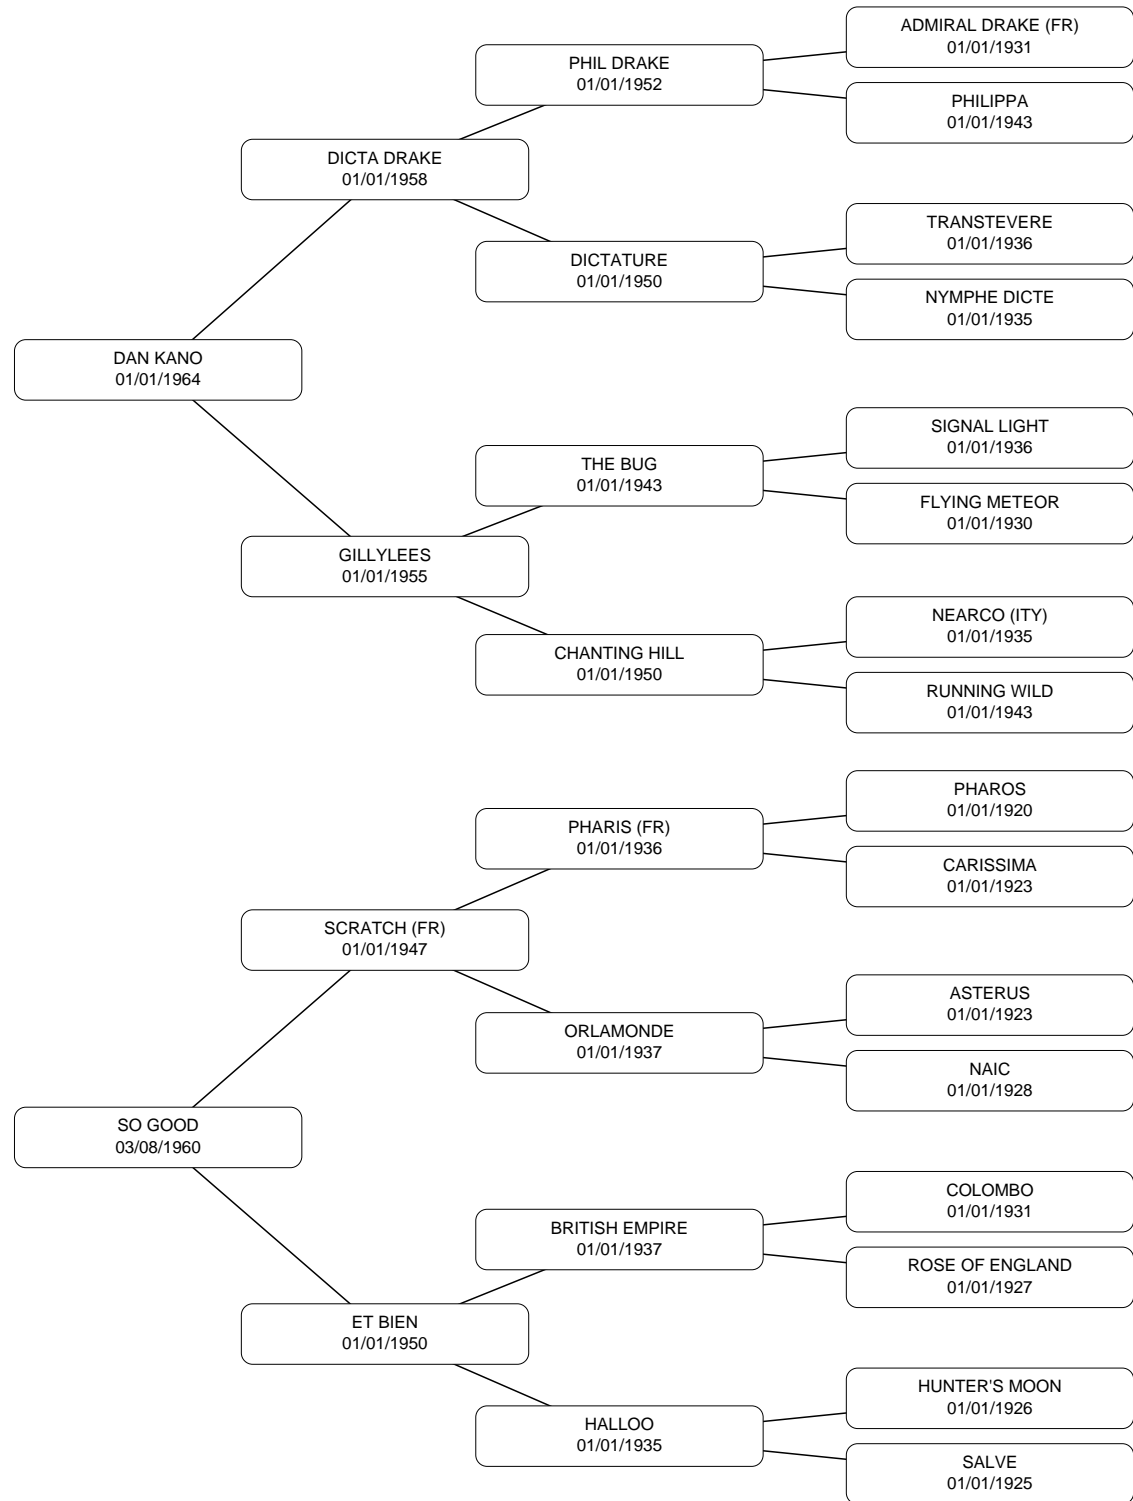 ADMIRAL DRAKE (FR)
01/01/1931
PHIL DRAKE
01/01/1952
PHILIPPA
01/01/1943
DICTA DRAKE
01/01/1958
TRANSTEVERE
01/01/1936
DICTATURE
01/01/1950
NYMPHE DICTE
01/01/1935
DAN KANO
01/01/1964
SIGNAL LIGHT
01/01/1936
THE BUG
01/01/1943
FLYING METEOR
01/01/1930
GILLYLEES
01/01/1955
NEARCO (ITY)
01/01/1935
CHANTING HILL
01/01/1950
RUNNING WILD
01/01/1943
PHAROS
01/01/1920
PHARIS (FR)
01/01/1936
CARISSIMA
01/01/1923
SCRATCH (FR)
01/01/1947
ASTERUS
01/01/1923
ORLAMONDE
01/01/1937
NAIC
01/01/1928
SO GOOD
03/08/1960
COLOMBO
01/01/1931
BRITISH EMPIRE
01/01/1937
ROSE OF ENGLAND
01/01/1927
ET BIEN
01/01/1950
HUNTER'S MOON
01/01/1926
HALLOO
01/01/1935
SALVE
01/01/1925